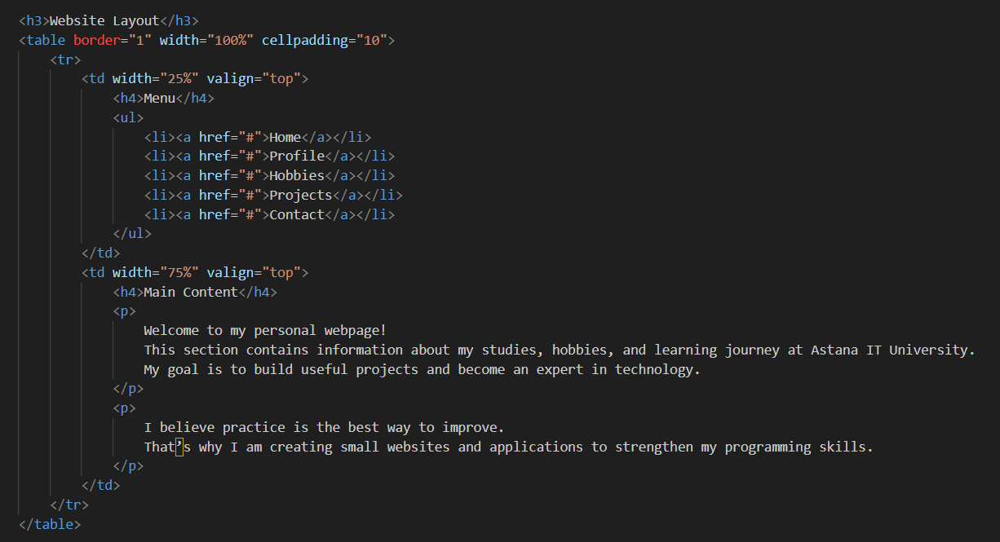 <h3>Website Layout</h3>
<table border="1" width="100%" cellpadding="10">
<tr>
<td width="25%" valign="top">
<h4>Menu</h4>
<ul>
<li><a href="#">Home</a></li>
<li><a href="#">Profile</a></li>
<li><a href="#">Hobbies</a></li>
<li><a href="#">Projects</a></li>
<li><a href="#">Contact</a></li>
</ul>
</td>
<td width="75%" valign="top">
<h4>Main Content</h4>
<p>
Welcome to my personal webpage!
This section contains information about my studies, hobbies, and learning journey at Astana IT University.
My goal is to build useful projects and become an expert in technology.
</p>
<p>
I believe practice is the best way to improve.
That’s why I am creating small websites and applications to strengthen my programming skills.
</p>
</td>
</tr>
</table>